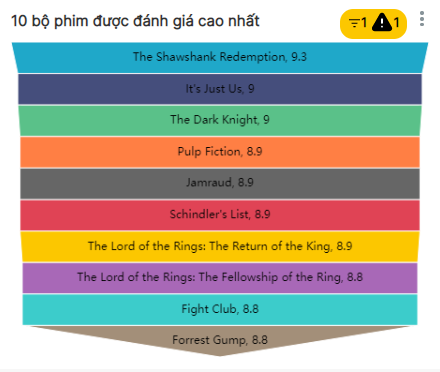 10 bộ phim được đánh giá cao nhất
1 1
The Shawshank Redemption, 9.3
It's Just Us, 9
The Dark Knight, 9
Pulp Fiction, 8.9
Jamraud, 8.9
Schindler's List, 8.9
The Lord of the Rings: The Return of the King, 8.9
The Lord of the Rings: The Fellowship of the Ring, 8.8
Fight Club, 8.8
Forrest Gump, 8.8